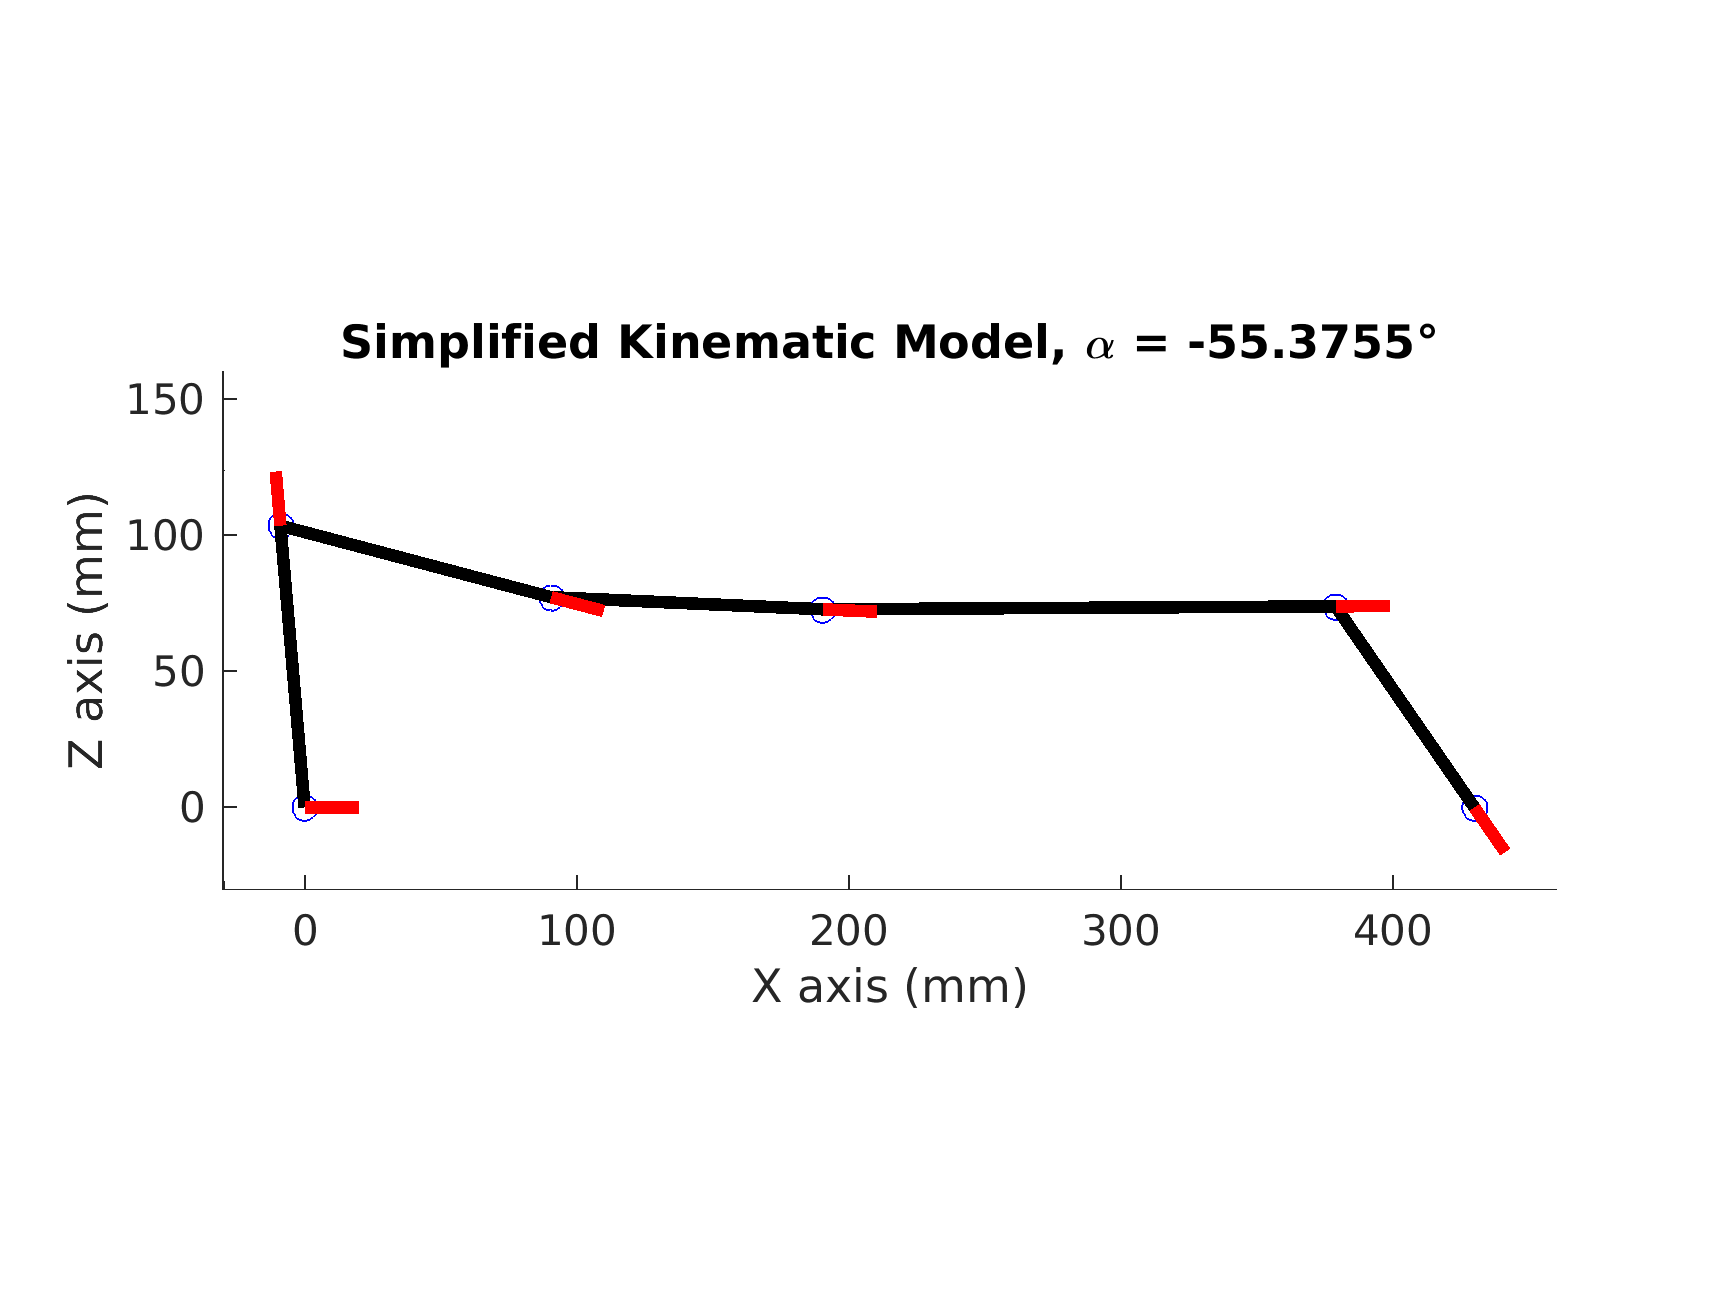 Simplified Kinematic Model, α = -55.3755°
150
100
50
0
Z axis (mm)
0 100 200 300 400
X axis (mm)